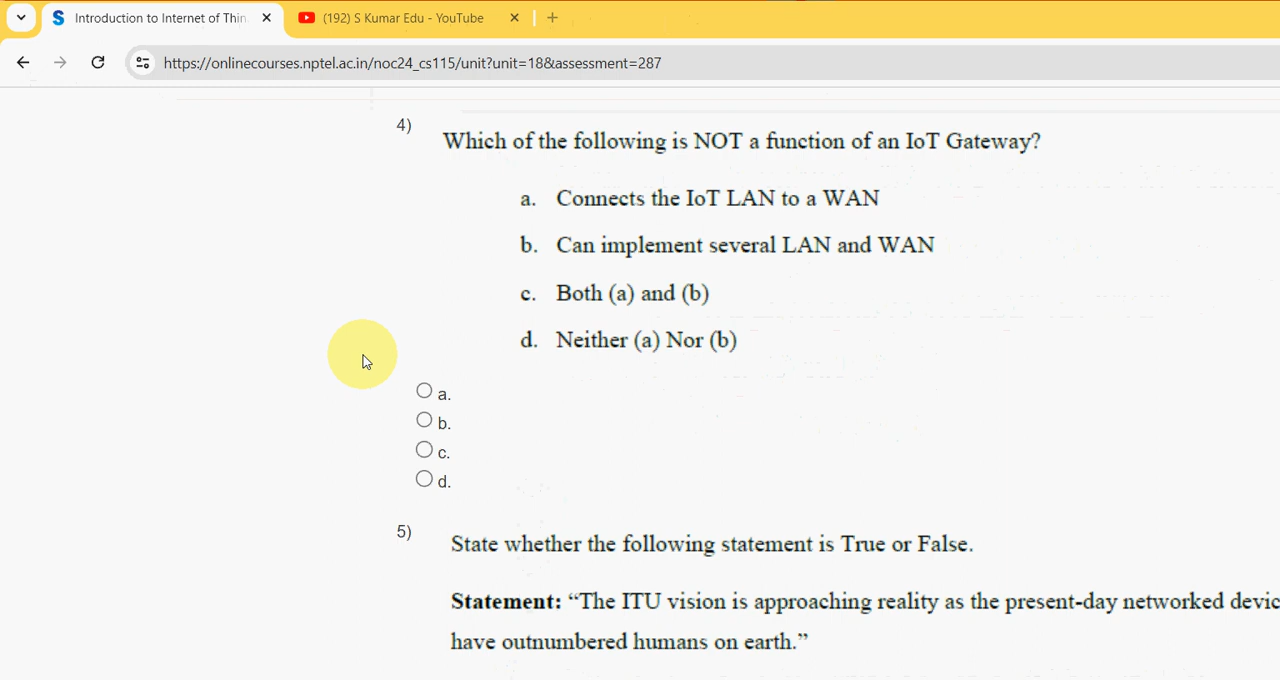 Introduction to Internet of Thin
(192) S Kumar Edu - YouTube
https://onlinecourses.nptel.ac.in/noc24_cs115/unit?unit=18&assessment=287
4)
Which of the following is NOT a function of an IoT Gateway?
a. Connects the IoT LAN to a WAN
b. Can implement several LAN and WAN
c. Both (a) and (b)
d. Neither (a) Nor (b)
a.
b.
c.
d.
5)
State whether the following statement is True or False.
Statement: “The ITU vision is approaching reality as the present-day networked devic
have outnumbered humans on earth.”